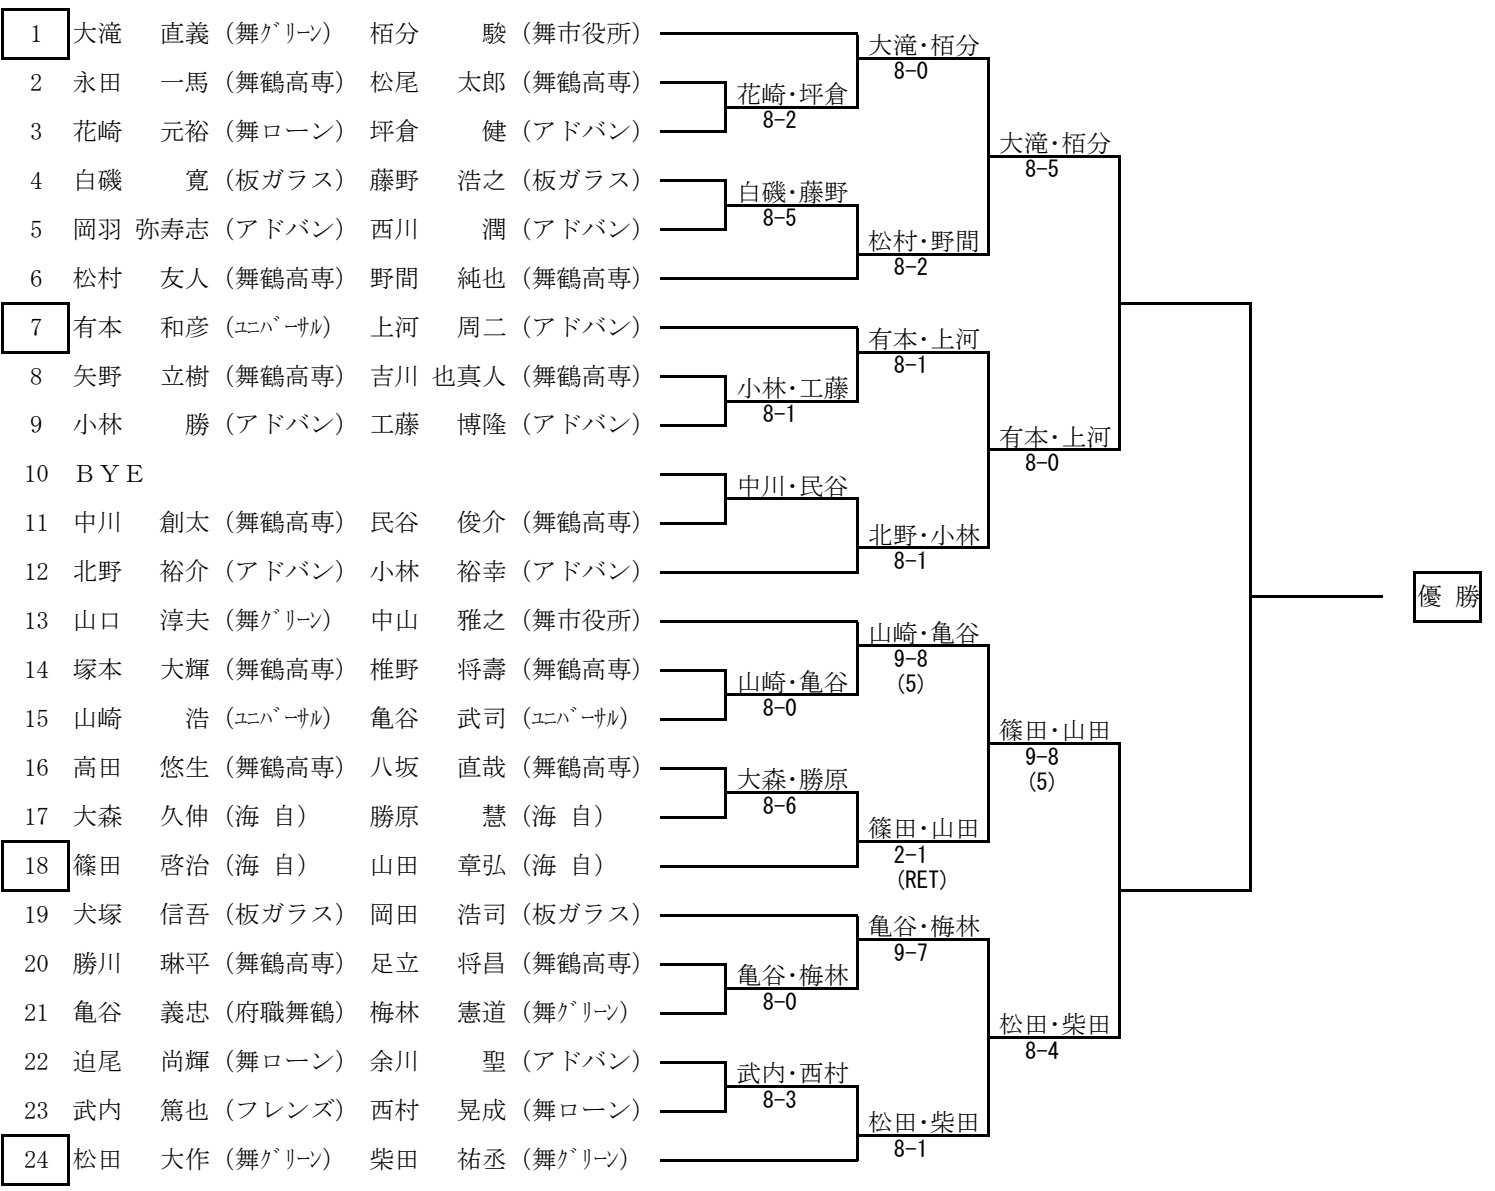 1 大滝 直義 (舞グリーン) 栢分 駿 (舞市役所)
大滝・栢分
8-0
2 永田 一馬 (舞鶴高専) 松尾 太郎 (舞鶴高専)
花崎・坪倉
8-2
3 花崎 元裕 (舞ローン) 坪倉 健 (アドバン)
大滝・栢分
8-5
4 白磯 寛 (板ガラス) 藤野 浩之 (板ガラス)
白磯・藤野
8-5
5 岡羽 弥寿志 (アドバン) 西川 潤 (アドバン)
松村・野間
8-2
6 松村 友人 (舞鶴高専) 野間 純也 (舞鶴高専)
7 有本 和彦 (ユニバーサル) 上河 周二 (アドバン)
有本・上河
8-1
8 矢野 立樹 (舞鶴高専) 吉川 也真人 (舞鶴高専)
小林・工藤
8-1
9 小林 勝 (アドバン) 工藤 博隆 (アドバン)
有本・上河
8-0
10 ＢＹＥ
中川・民谷
11 中川 創太 (舞鶴高専) 民谷 俊介 (舞鶴高専)
北野・小林
8-1
12 北野 裕介 (アドバン) 小林 裕幸 (アドバン)
優 勝
13 山口 淳夫 (舞グリーン) 中山 雅之 (舞市役所)
山崎・亀谷
9-8
(5)
14 塚本 大輝 (舞鶴高専) 椎野 将壽 (舞鶴高専)
山崎・亀谷
8-0
15 山崎 浩 (ユニバーサル) 亀谷 武司 (ユニバーサル)
篠田・山田
9-8
(5)
16 高田 悠生 (舞鶴高専) 八坂 直哉 (舞鶴高専)
大森・勝原
8-6
17 大森 久伸 (海 自) 勝原 慧 (海 自)
篠田・山田
2-1
(RET)
18 篠田 啓治 (海 自) 山田 章弘 (海 自)
19 犬塚 信吾 (板ガラス) 岡田 浩司 (板ガラス)
亀谷・梅林
9-7
20 勝川 琳平 (舞鶴高専) 足立 将昌 (舞鶴高専)
亀谷・梅林
8-0
21 亀谷 義忠 (府職舞鶴) 梅林 憲道 (舞グリーン)
松田・柴田
8-4
22 迫尾 尚輝 (舞ローン) 余川 聖 (アドバン)
武内・西村
8-3
23 武内 篤也 (フレンズ) 西村 晃成 (舞ローン)
松田・柴田
8-1
24 松田 大作 (舞グリーン) 柴田 祐丞 (舞グリーン)